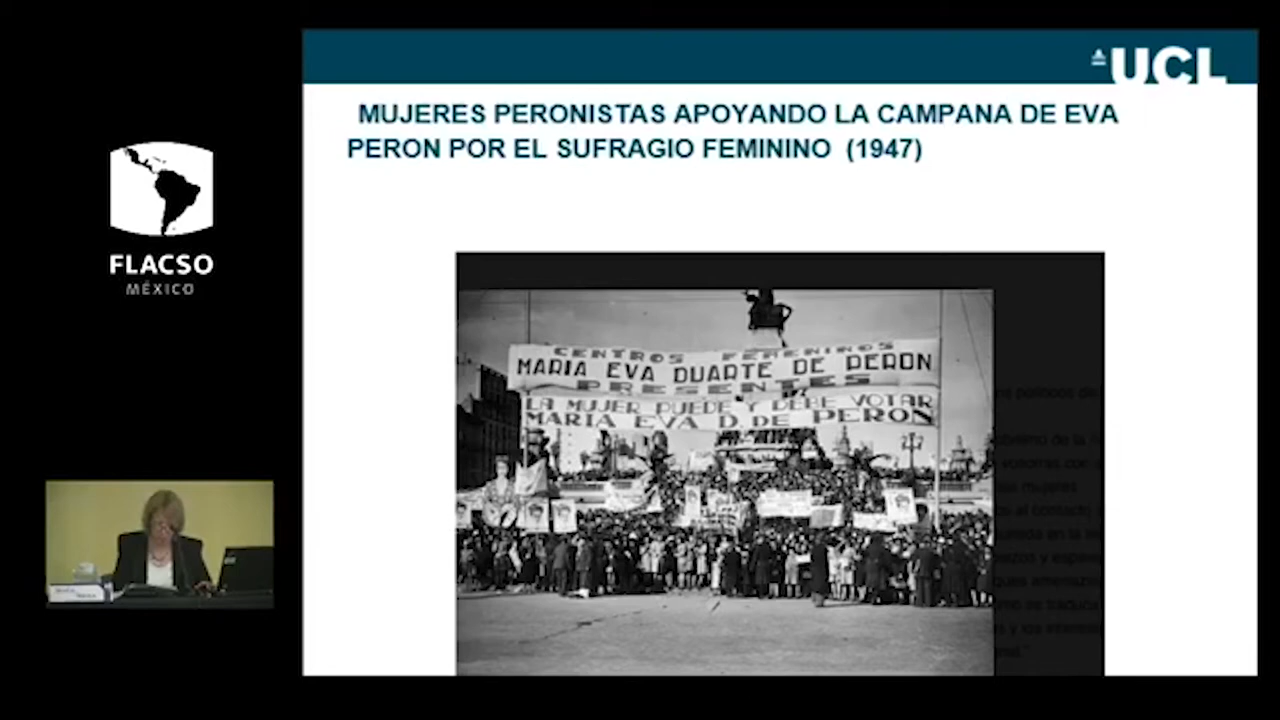 UCL
MUJERES PERONISTAS APOYANDO LA CAMPANA DE EVA
PERON POR EL SUFRAGIO FEMININO (1947)
FLACSO
MÉXICO
CENTROS FEMENINOS
MARIA EVA DUARTE DE PERON
PRESENTES
LA MUJER PUEDE Y DEBE VOTAR
MARIA EVA D. DE PERON